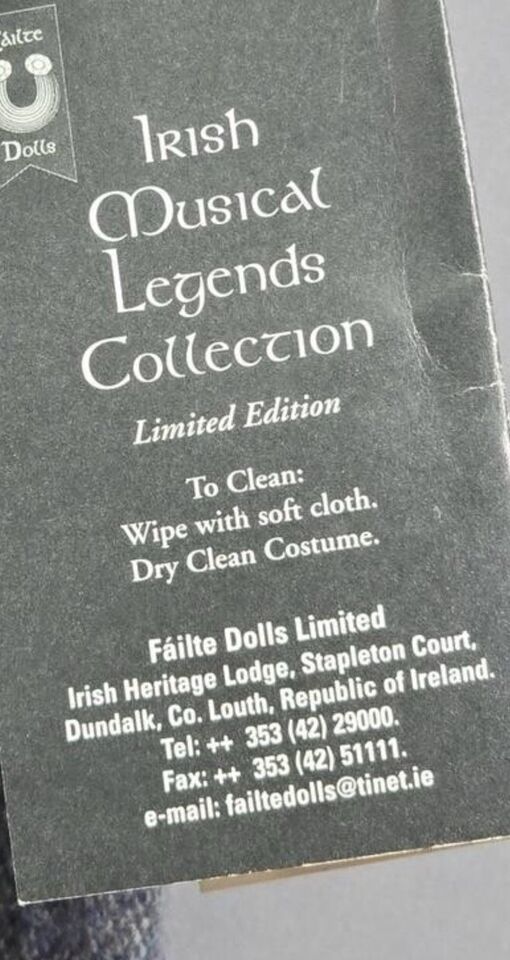 Dolls
Irish
Musical
Legends
Collection
Limited Edition
To Clean:
Wipe with soft cloth.
Dry Clean Costume.
Fáilte Dolls Limited
Irish Heritage Lodge, Stapleton Court,
Dundalk, Co. Louth, Republic of Ireland.
Tel: ++ 353 (42) 29000.
Fax: ++ 353 (42) 51111.
e-mail: failtedolls@tinet.ie